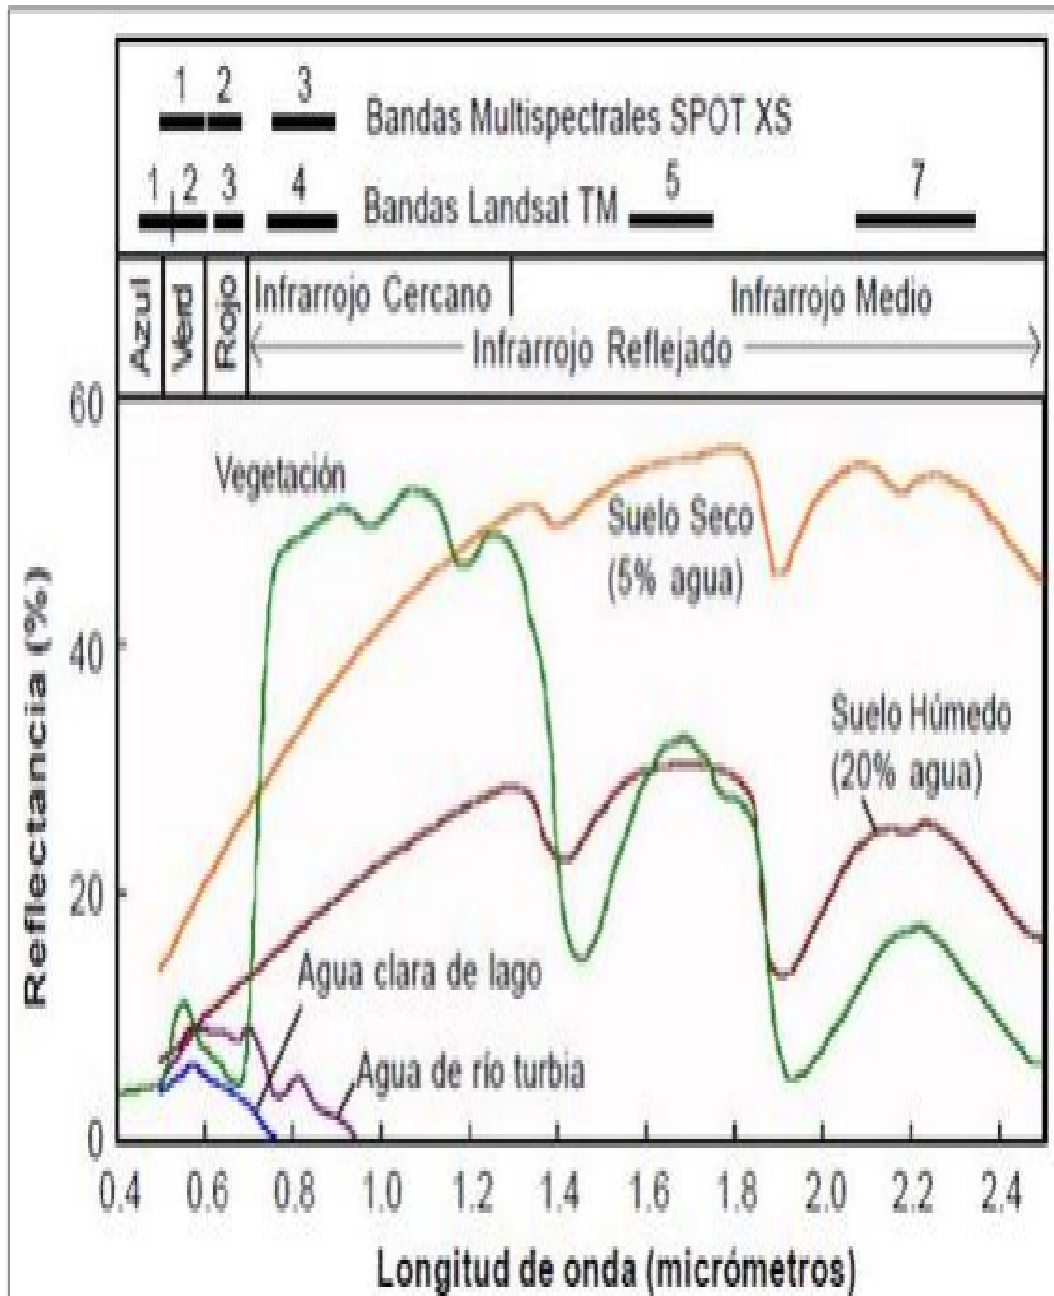 1 2 3
Bandas Multispectrales SPOT XS
1 2 3 4 5 7
Bandas Landsat TM
Azul
Verd
Rojo
Infrarrojo Cercano
Infrarrojo Medio
Infrarrojo Reflejado
60
40
20
0
Reflectancia (%)
Vegetación
Suelo Seco
(5% agua)
Suelo Húmedo
(20% agua)
Agua clara de lago
Agua de río turbia
0.4 0.6 0.8 1.0 1.2 1.4 1.6 1.8 2.0 2.2 2.4
Longitud de onda (micrómetros)